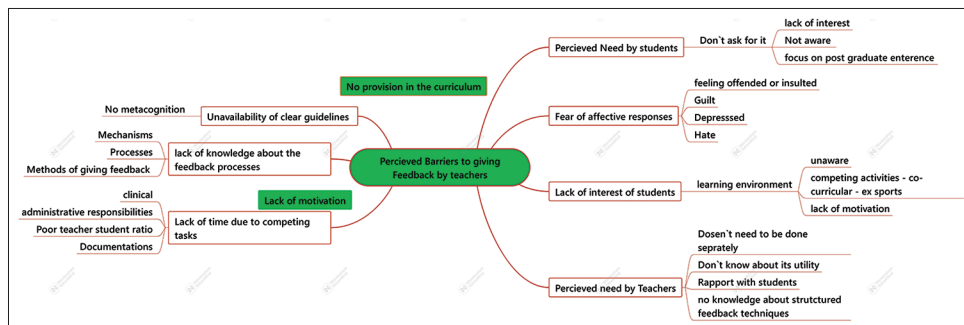 lack of interest
Percieved Need by students
Don`t ask for it
Not aware
focus on post graduate enterence
No provision in the curriculum
feeling offended or insulted
No metacognition
Unavailability of clear guidelines
Fear of affective responses
Guilt
Depresssed
Hate
Mechanisms
Processes
Methods of giving feedback
lack of knowledge about the
feedback processes
Percieved Barriers to giving
Feedback by teachers
Lack of interest of students
learning environment
unaware
competing activities - co-
curricular - ex sports
lack of motivation
Lack of motivation
clinical
administrative responsibilities
Poor teacher student ratio
Documentations
Lack of time due to competing
tasks
Percieved need by Teachers
Dosen`t need to be done
seprately
Don`t know about its utility
Rapport with students
no knowledge about strutctured
feedback techniques